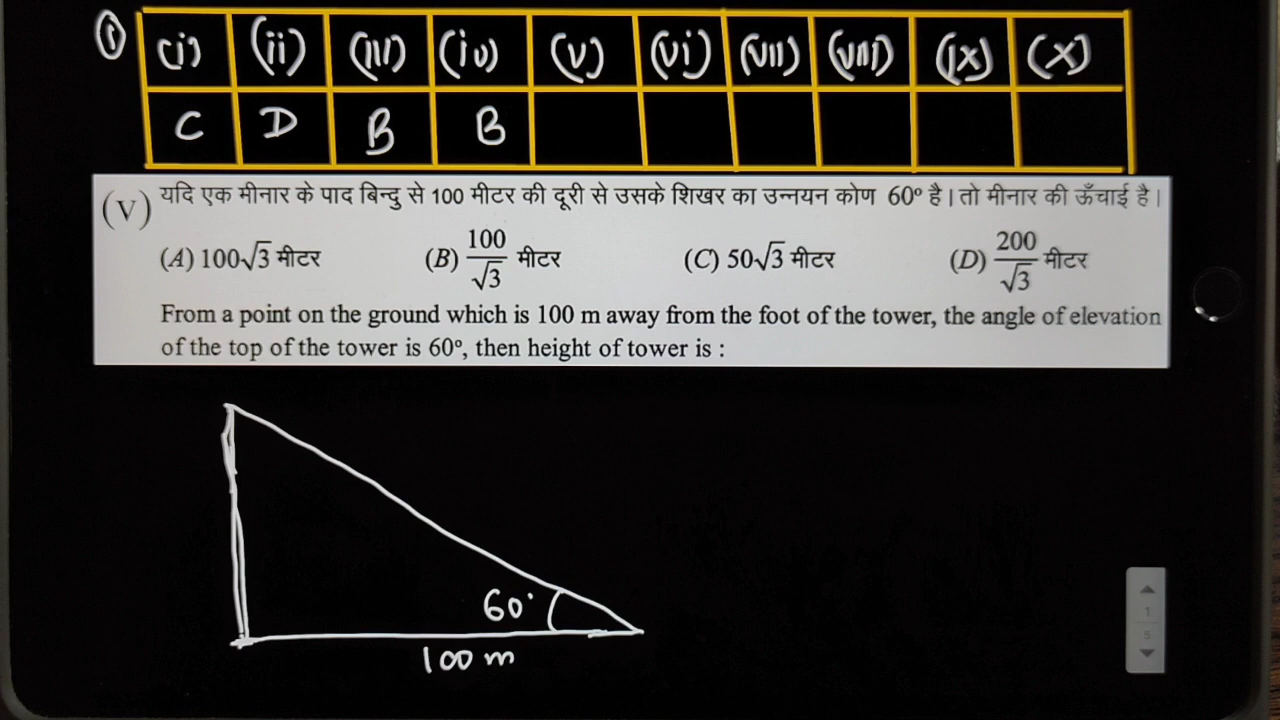 (1) (i) (ii) (iii) (iv) (v) (vi) (vii) (viii) (ix) (x)
C D B B
(v) यदि एक मीनार के पाद बिन्दु से 100 मीटर की दूरी से उसके शिखर का उन्नयन कोण 60° है। तो मीनार की ऊँचाई है।
(A) 100√3 मीटर (B) 100/√3 मीटर (C) 50√3 मीटर (D) 200/√3 मीटर
From a point on the ground which is 100 m away from the foot of the tower, the angle of elevation
of the top of the tower is 60°, then height of tower is :
60°
100 m
1
5